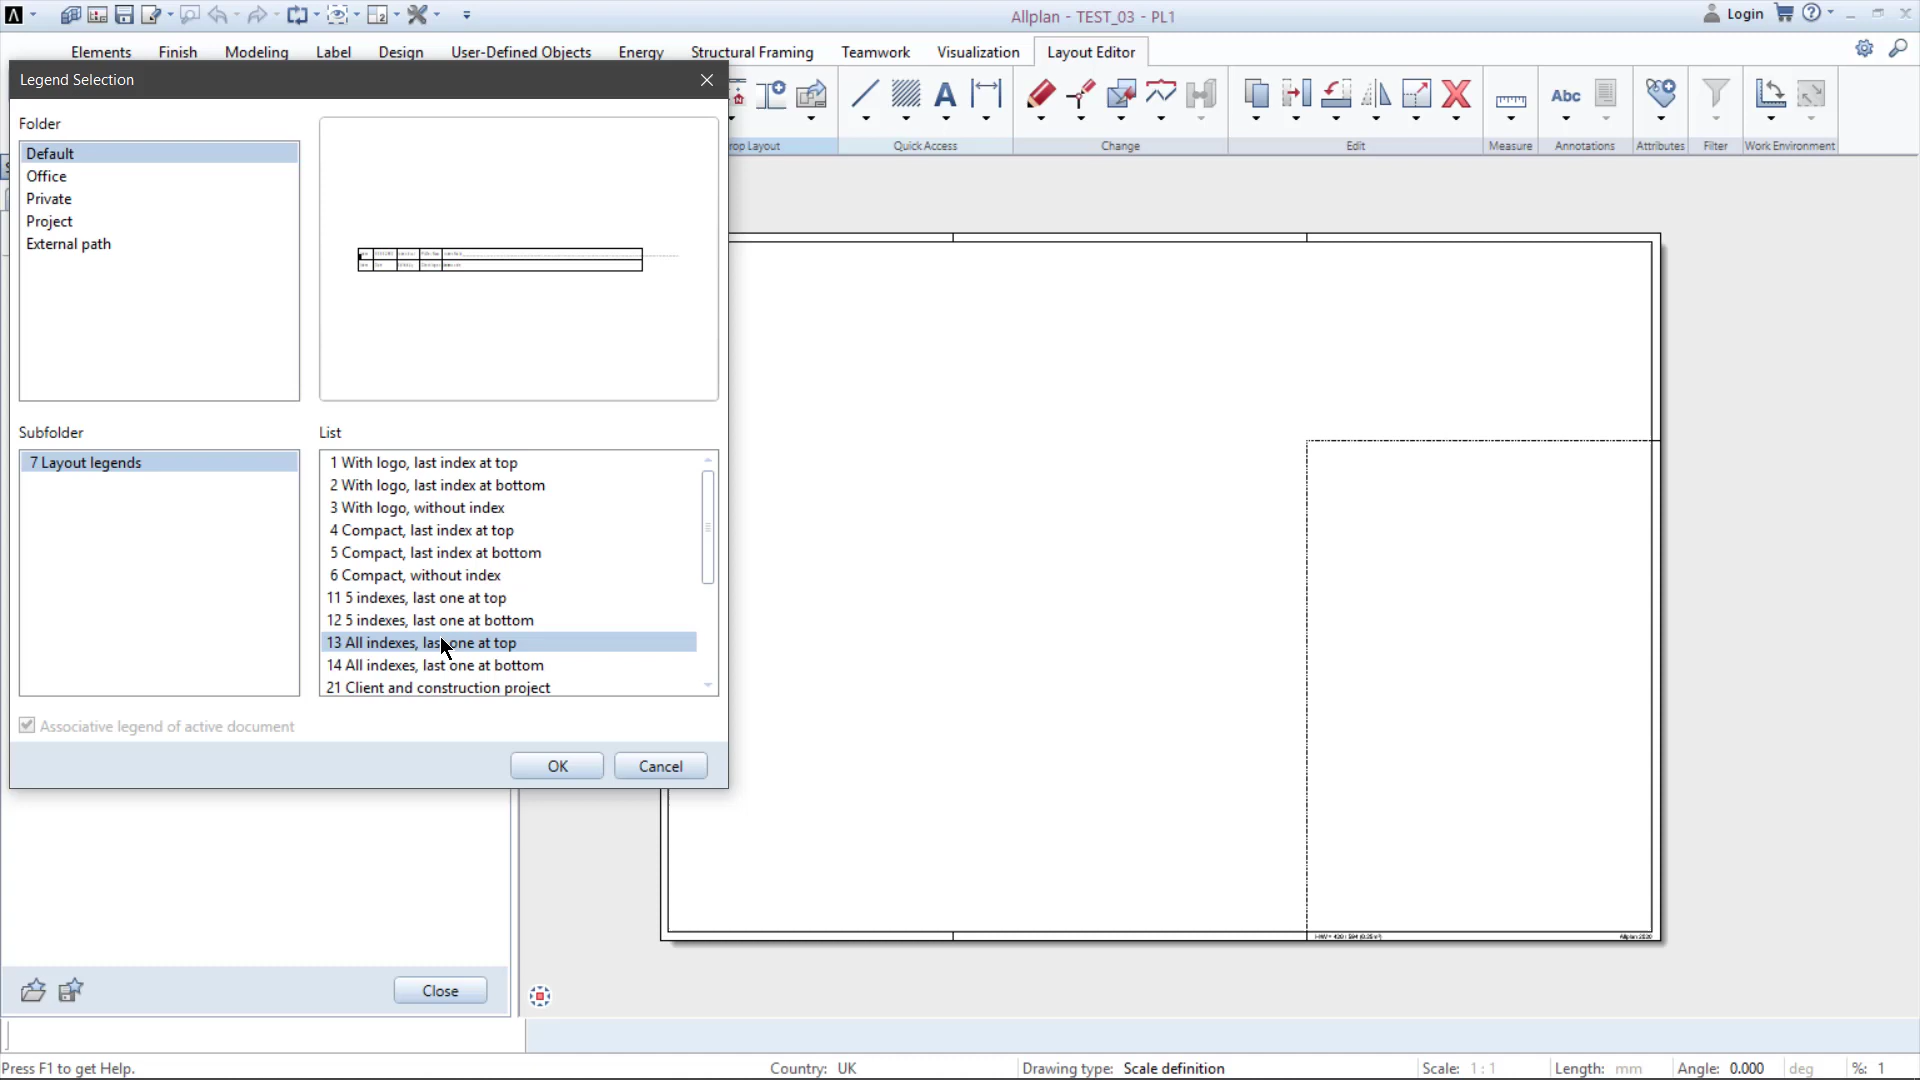 Allplan - TEST_03 - PL1
Login
Elements
Finish
Modeling
Label
Design
User-Defined Objects
Energy
Structural Framing
Teamwork
Visualization
Layout Editor
Legend Selection
Folder
Default
Office
Private
Project
External path
Abc
Quick Access
Change
Edit
Measure
Annotations
Attributes
Filter
Work Environment
Subfolder
7 Layout legends
List
1 With logo, last index at top
2 With logo, last index at bottom
3 With logo, without index
4 Compact, last index at top
5 Compact, last index at bottom
6 Compact, without index
11 5 indexes, last one at top
12 5 indexes, last one at bottom
13 All indexes, last one at top
14 All indexes, last one at bottom
21 Client and construction project
Associative legend of active document
OK
Cancel
Allplan 2020
Close
Press F1 to get Help.
Country: UK
Drawing type: Scale definition
Scale: 1 : 1
Length: mm
Angle: 0.000 deg
%: 1